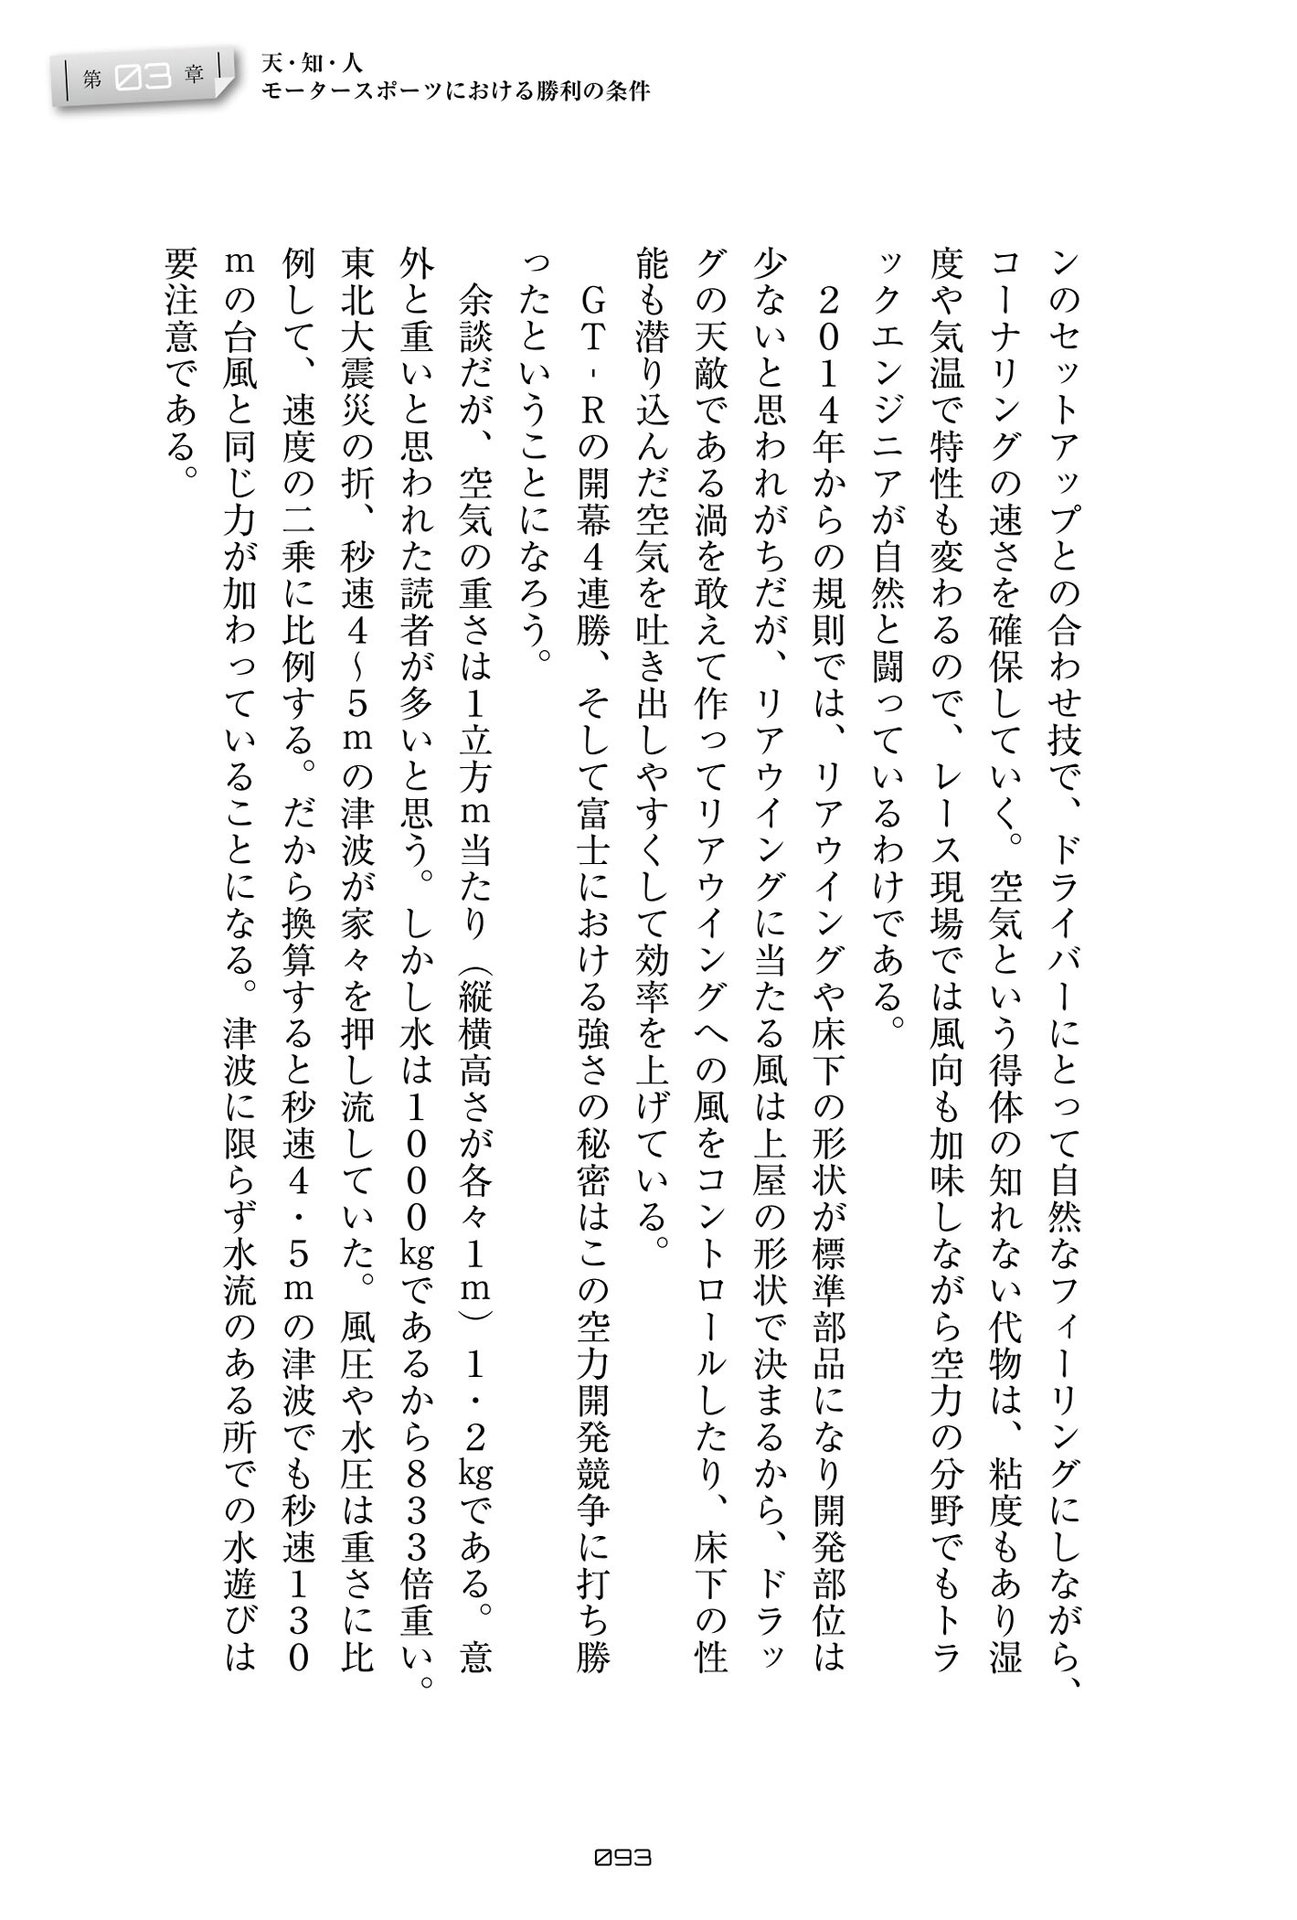 第03章
天・知・人
モータースポーツにおける勝利の条件
ンのセットアップとの合わせ技で、ドライバーにとって自然なフィーリングにしながら、
コーナリングの速さを確保していく。空気という得体の知れない代物は、粘度もあり湿
度や気温で特性も変わるので、レース現場では風向も加味しながら空力の分野でもトラ
ックエンジニアが自然と闘っているわけである。
２０１４年からの規則では、リアウイングや床下の形状が標準部品になり開発部位は
少ないと思われがちだが、リアウイングに当たる風は上屋の形状で決まるから、ドラッ
グの天敵である渦を敢えて作ってリアウイングへの風をコントロールしたり、床下の性
能も潜り込んだ空気を吐き出しやすくして効率を上げている。
ＧＴ-Ｒの開幕４連勝、そして富士における強さの秘密はこの空力開発競争に打ち勝
ったということになろう。
余談だが、空気の重さは１立方ｍ当たり（縦横高さが各々１ｍ）１・２㎏である。意
外と重いと思われた読者が多いと思う。しかし水は１０００㎏であるから８３３倍重い。
東北大震災の折、秒速４～５ｍの津波が家々を押し流していた。風圧や水圧は重さに比
例して、速度の二乗に比例する。だから換算すると秒速４・５ｍの津波でも秒速１３０
ｍの台風と同じ力が加わっていることになる。津波に限らず水流のある所での水遊びは
要注意である。
093